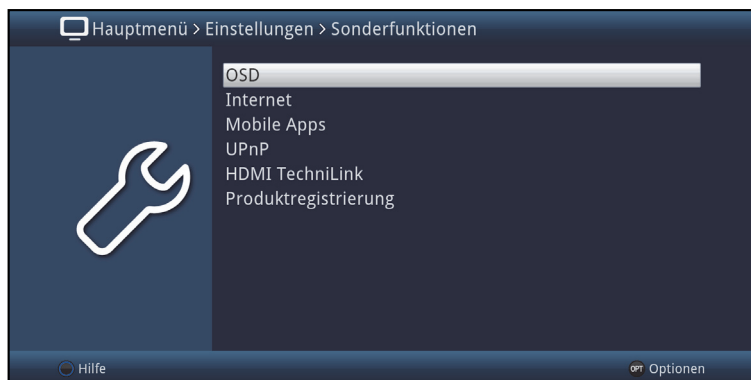 Hauptmenü > Einstellungen > Sonderfunktionen
OSD
Internet
Mobile Apps
UPnP
HDMI TechniLink
Produktregistrierung
Hilfe
OPT Optionen